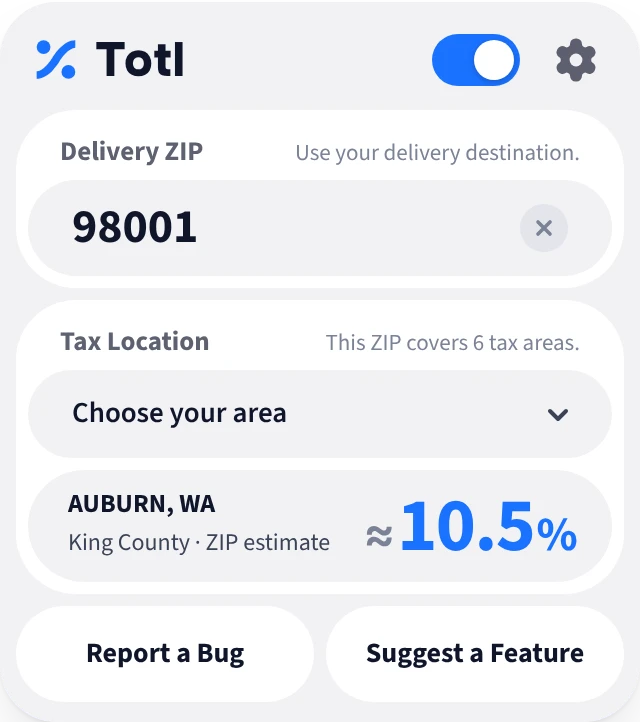 Totl
Delivery ZIP
Use your delivery destination.
98001
Tax Location
This ZIP covers 6 tax areas.
Choose your area
AUBURN, WA
King County · ZIP estimate
≈10.5%
Report a Bug
Suggest a Feature